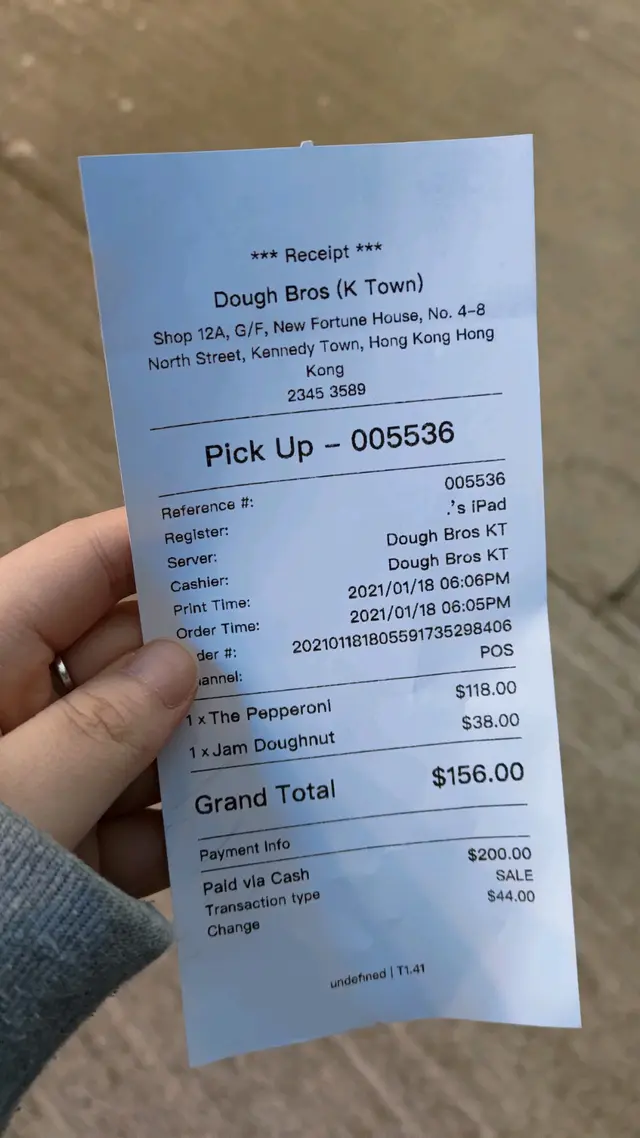 *** Receipt ***
Dough Bros (K Town)
Shop 12A, G/F, New Fortune House, No. 4-8
North Street, Kennedy Town, Hong Kong Hong
Kong
2345 3589
Pick Up – 005536
Reference #: 005536
Register: .'s iPad
Server: Dough Bros KT
Cashier: Dough Bros KT
Print Time: 2021/01/18 06:06PM
Order Time: 2021/01/18 06:05PM
der #: 202101181805591735298406
annel: POS
1 x The Pepperoni $118.00
1 x Jam Doughnut $38.00
Grand Total $156.00
Payment Info
Paid via Cash $200.00
Transaction type SALE
Change $44.00
undefined | T1.41